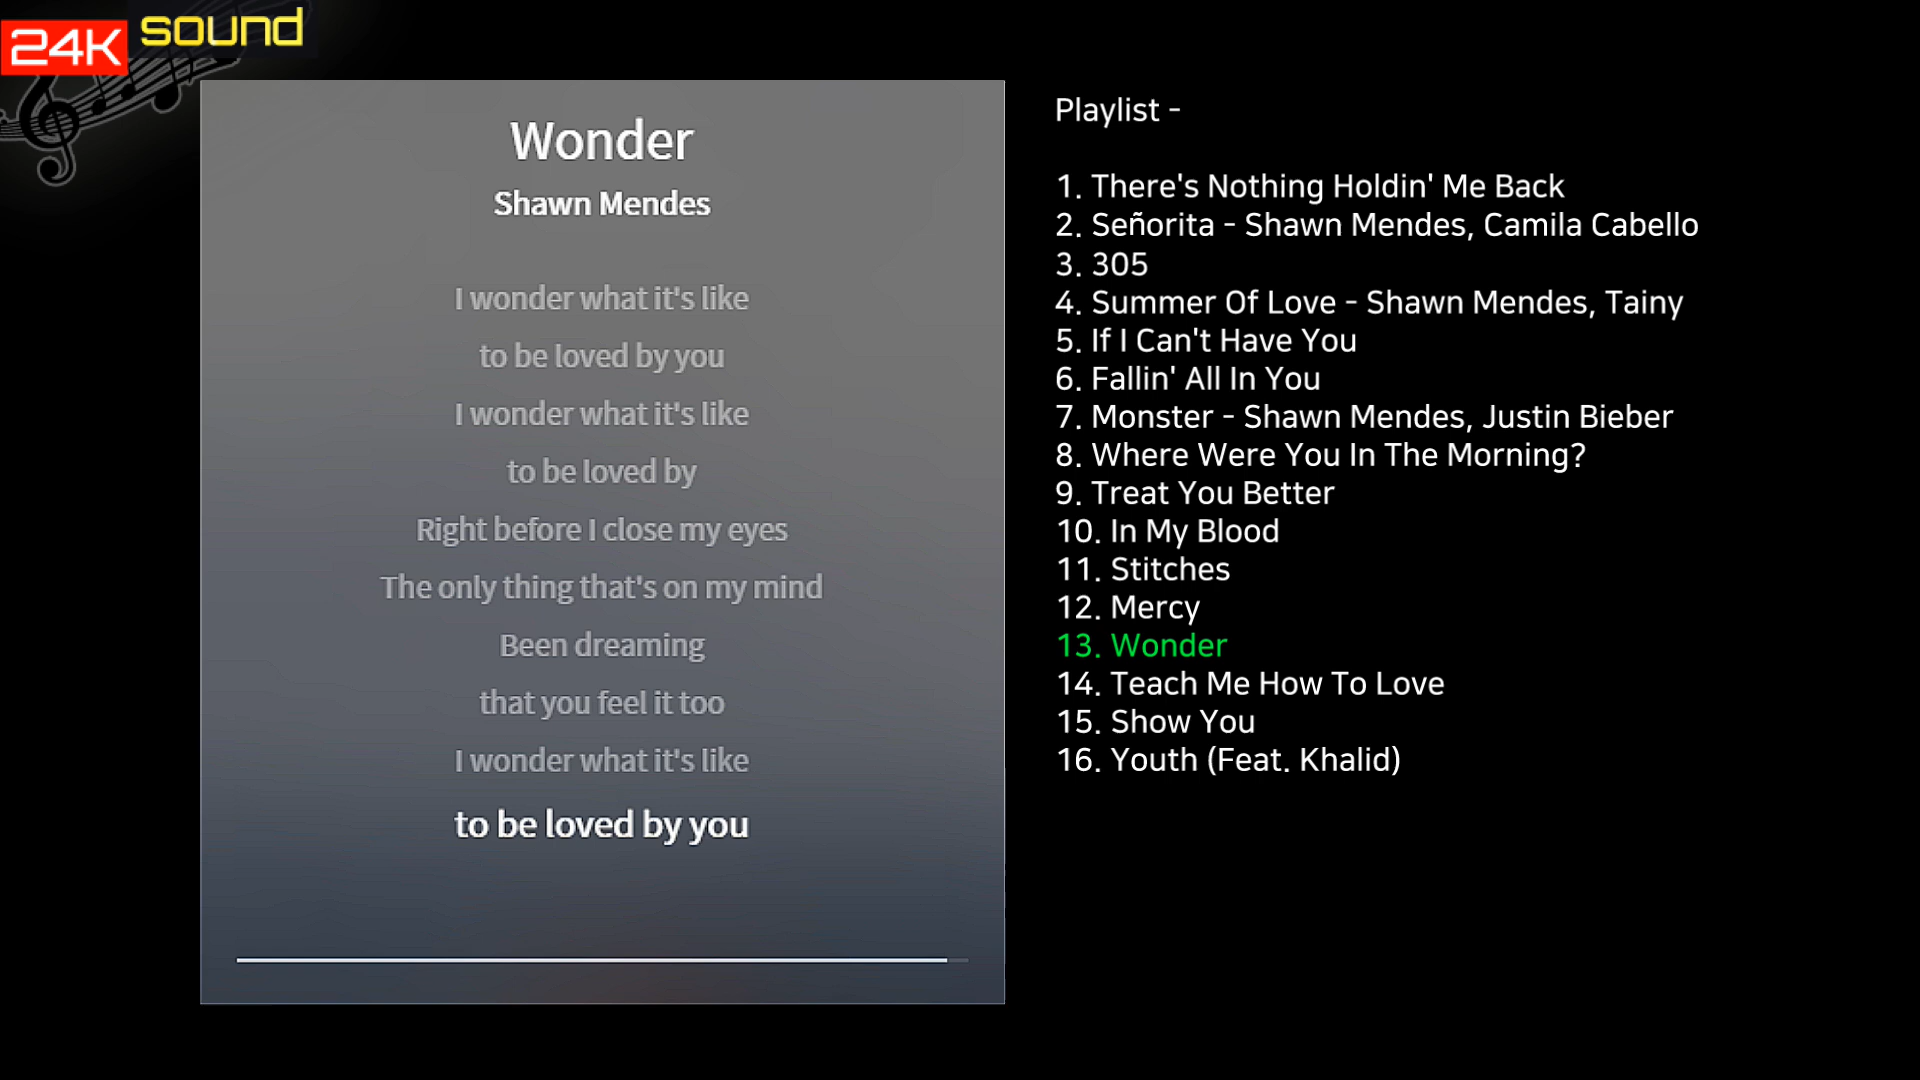 24K sound
Wonder
Shawn Mendes
I wonder what it's like
to be loved by you
I wonder what it's like
to be loved by
Right before I close my eyes
The only thing that's on my mind
Been dreaming
that you feel it too
I wonder what it's like
to be loved by you
Playlist -
1. There's Nothing Holdin' Me Back
2. Señorita - Shawn Mendes, Camila Cabello
3. 305
4. Summer Of Love - Shawn Mendes, Tainy
5. If I Can't Have You
6. Fallin' All In You
7. Monster - Shawn Mendes, Justin Bieber
8. Where Were You In The Morning?
9. Treat You Better
10. In My Blood
11. Stitches
12. Mercy
13. Wonder
14. Teach Me How To Love
15. Show You
16. Youth (Feat. Khalid)